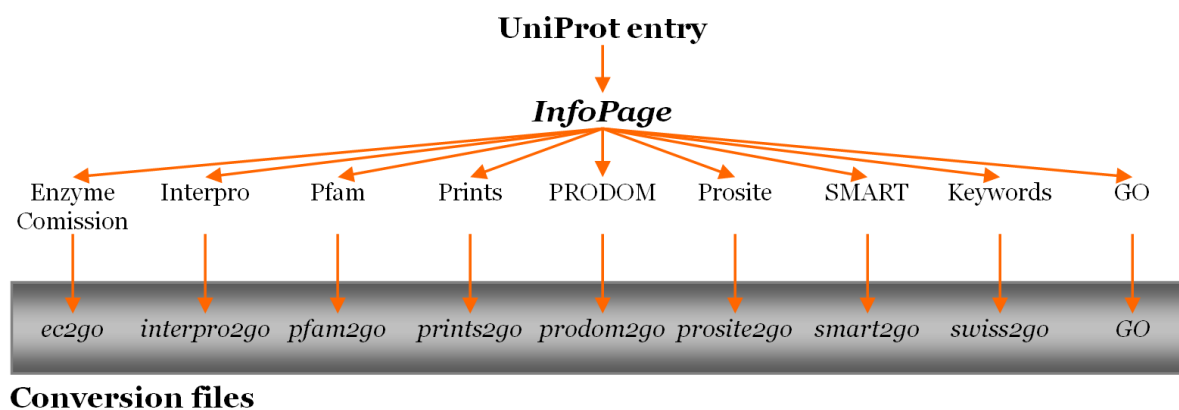 UniProt entry
InfoPage
Enzyme Interpro Pfam Prints PRODOM Prosite SMART Keywords GO
Comission
ec2go interpro2go pfam2go prints2go prodom2go prosite2go smart2go swiss2go GO
Conversion files